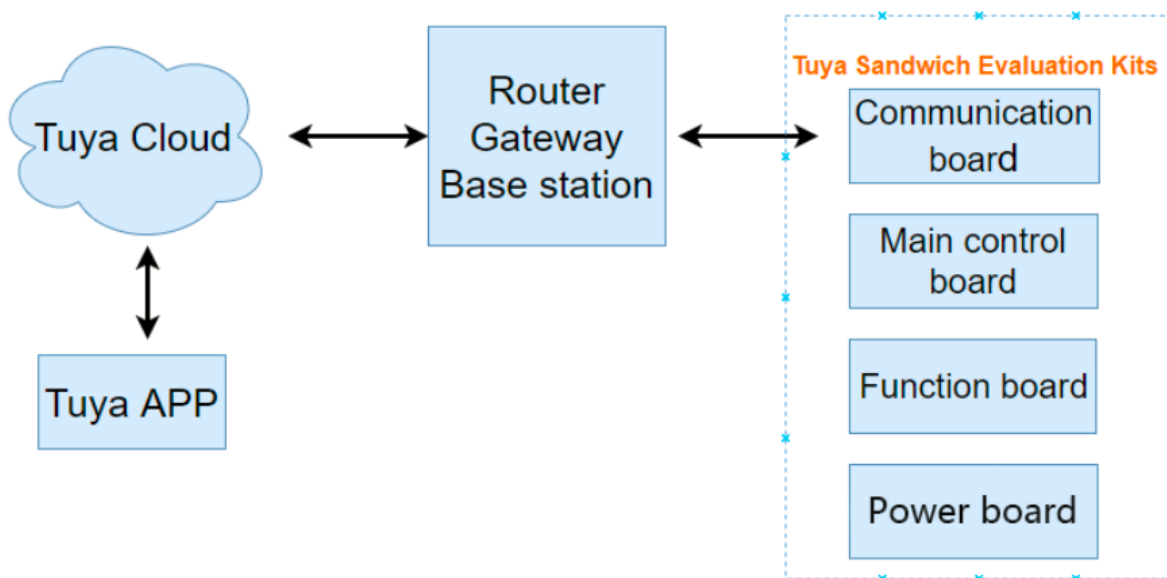 Tuya Cloud
Tuya APP
Router
Gateway
Base station
Tuya Sandwich Evaluation Kits
Communication
board
Main control
board
Function board
Power board